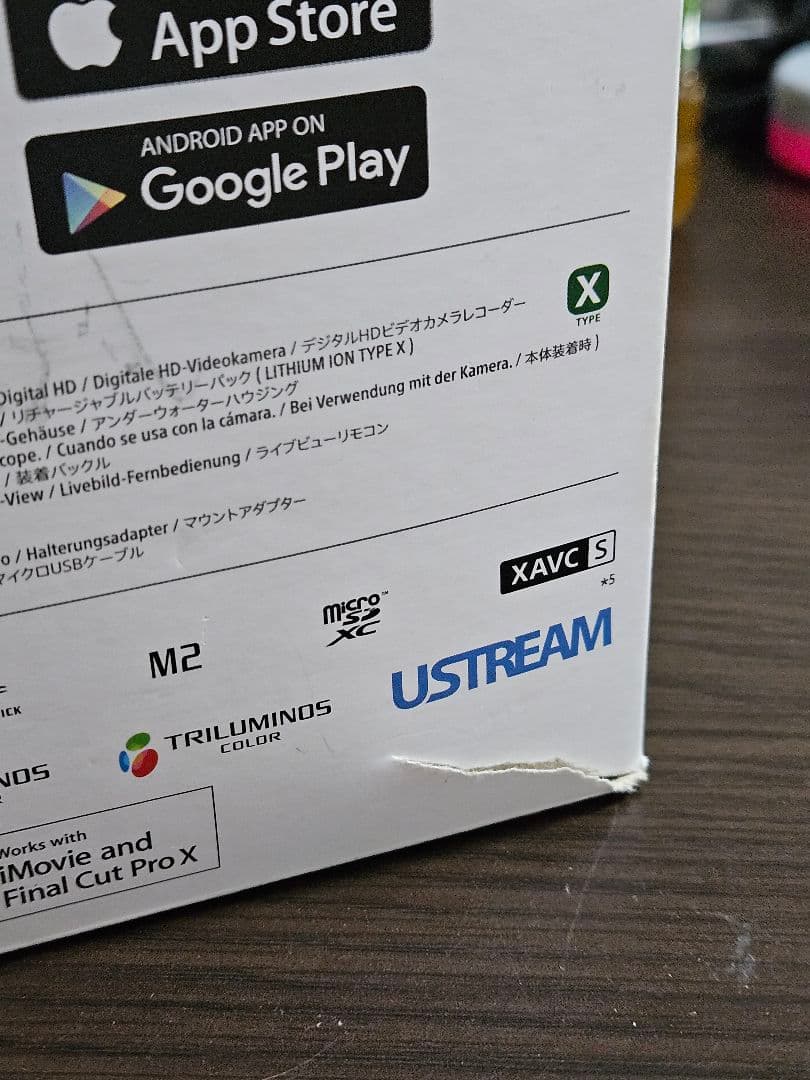 App Store
ANDROID APP ON
Google Play
X
TYPE
Digital HD / Digitale HD-Videokamera / デジタルHDビデオカメラレコーダー
/ リチャージャブルバッテリーパック ( LITHIUM ION TYPE X )
-Gehäuse / アンダーウォーターハウジング
cope. / Cuando se usa con la cámara. / Bei Verwendung mit der Kamera. / 本体装着時 )
/ 装着バックル
-View / Livebild-Fernbedienung / ライブビューリモコン
o / Halterungsadapter / マウントアダプター
マイクロUSBケーブル
XAVC S
*5
M2
micro SD XC™
USTREAM
ICK
TRILUMINOS
COLOR
NOS
R
Works with
iMovie and
Final Cut Pro X